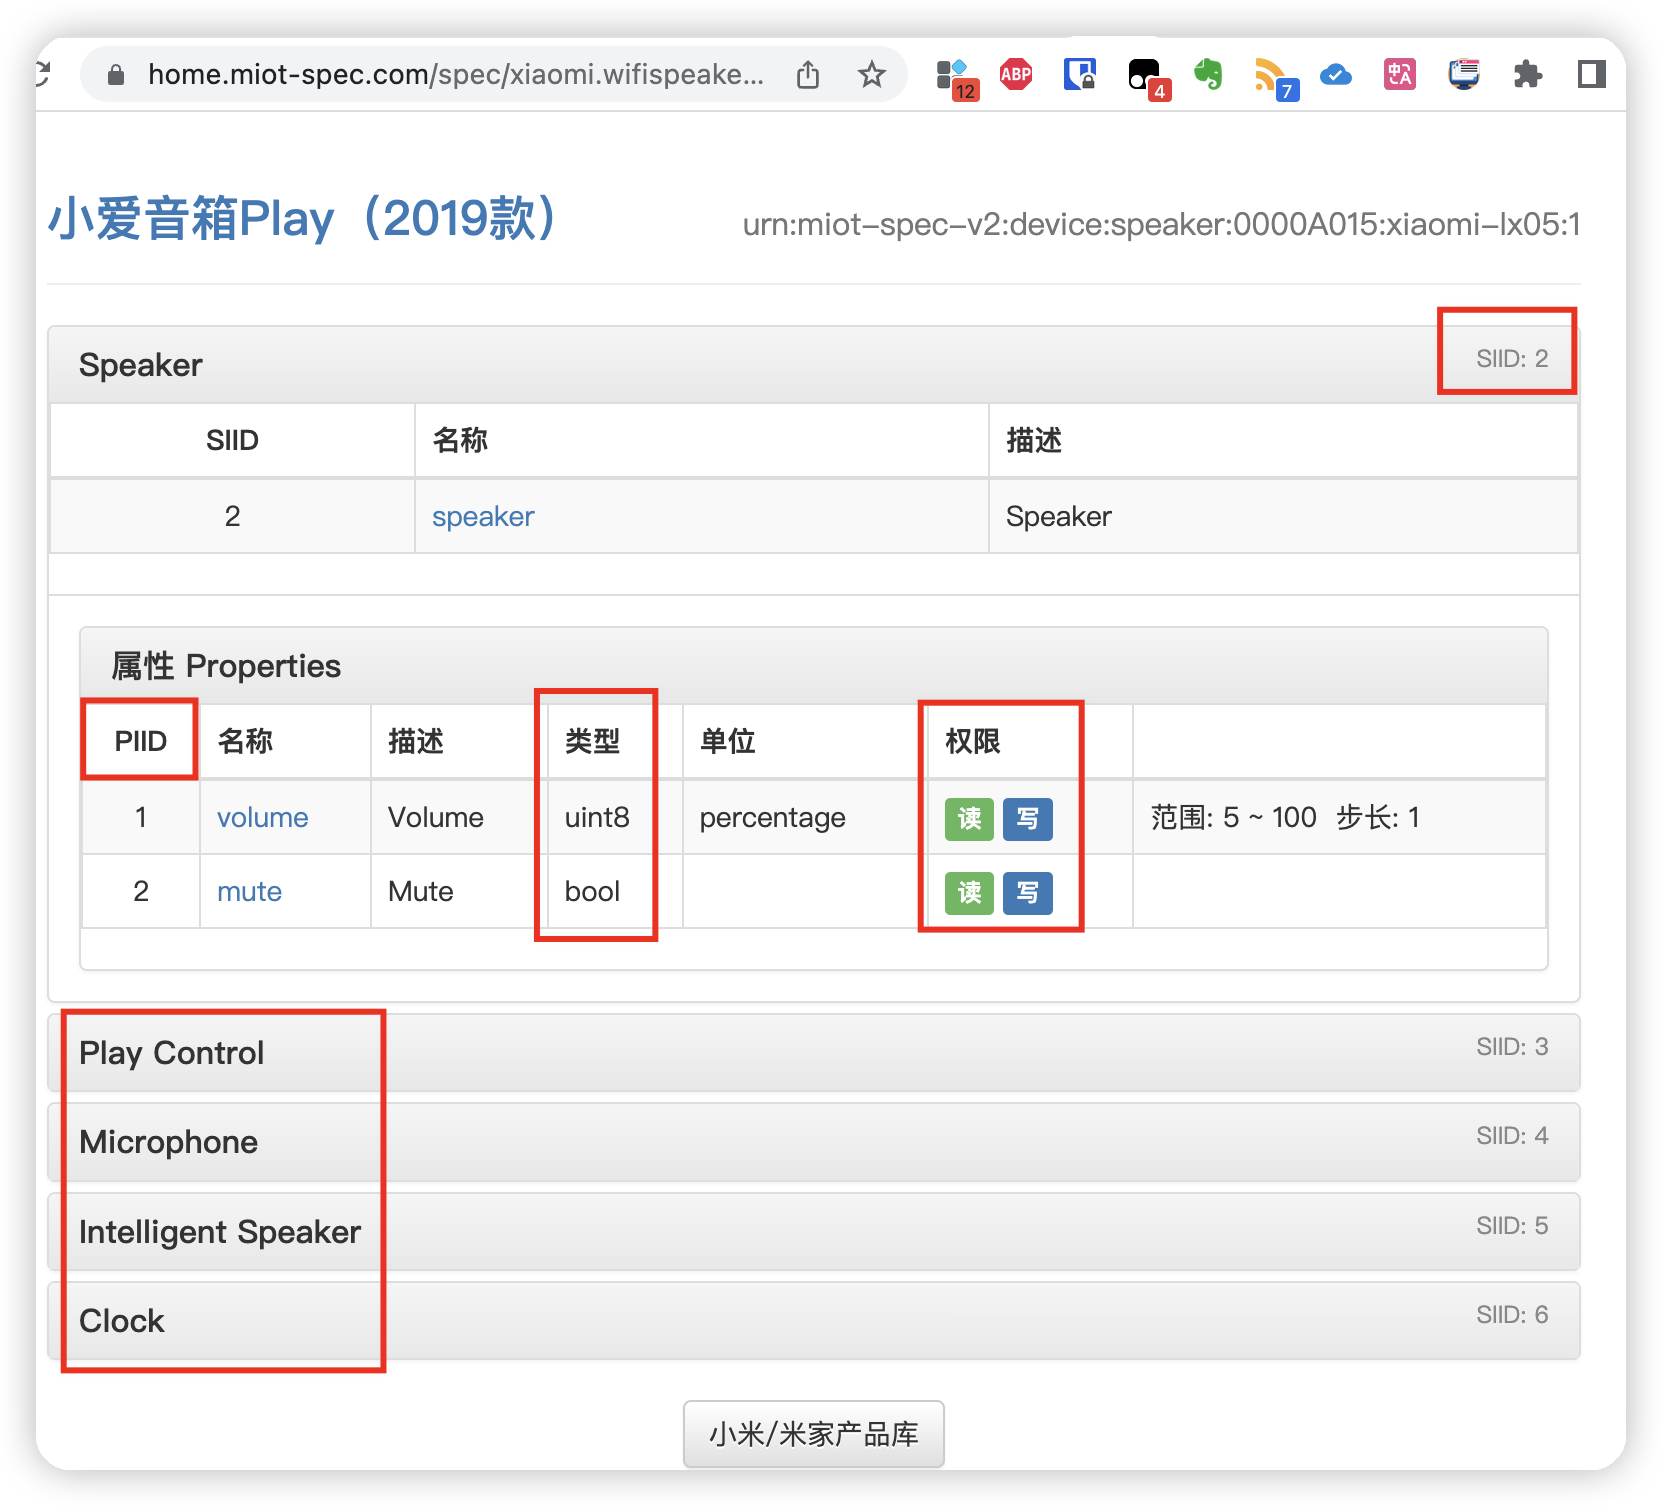 home.miot-spec.com/spec/xiaomi.wifispeake...
12
ABP
4
7
中A
小爱音箱Play（2019款）
urn:miot-spec-v2:device:speaker:0000A015:xiaomi-lx05:1
Speaker SIID: 2
SIID 名称 描述
2 speaker Speaker
属性 Properties
PIID 名称 描述 类型 单位 权限
1 volume Volume uint8 percentage 读 写 范围: 5 ~ 100 步长: 1
2 mute Mute bool 读 写
Play Control SIID: 3
Microphone SIID: 4
Intelligent Speaker SIID: 5
Clock SIID: 6
小米/米家产品库